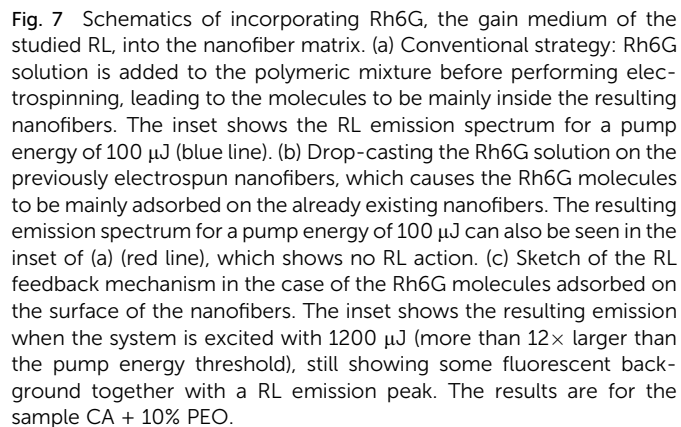 Fig. 7 Schematics of incorporating Rh6G, the gain medium of the
studied RL, into the nanofiber matrix. (a) Conventional strategy: Rh6G
solution is added to the polymeric mixture before performing elec-
trospinning, leading to the molecules to be mainly inside the resulting
nanofibers. The inset shows the RL emission spectrum for a pump
energy of 100 μJ (blue line). (b) Drop-casting the Rh6G solution on the
previously electrospun nanofibers, which causes the Rh6G molecules
to be mainly adsorbed on the already existing nanofibers. The resulting
emission spectrum for a pump energy of 100 μJ can also be seen in the
inset of (a) (red line), which shows no RL action. (c) Sketch of the RL
feedback mechanism in the case of the Rh6G molecules adsorbed on
the surface of the nanofibers. The inset shows the resulting emission
when the system is excited with 1200 μJ (more than 12× larger than
the pump energy threshold), still showing some fluorescent back-
ground together with a RL emission peak. The results are for the
sample CA + 10% PEO.